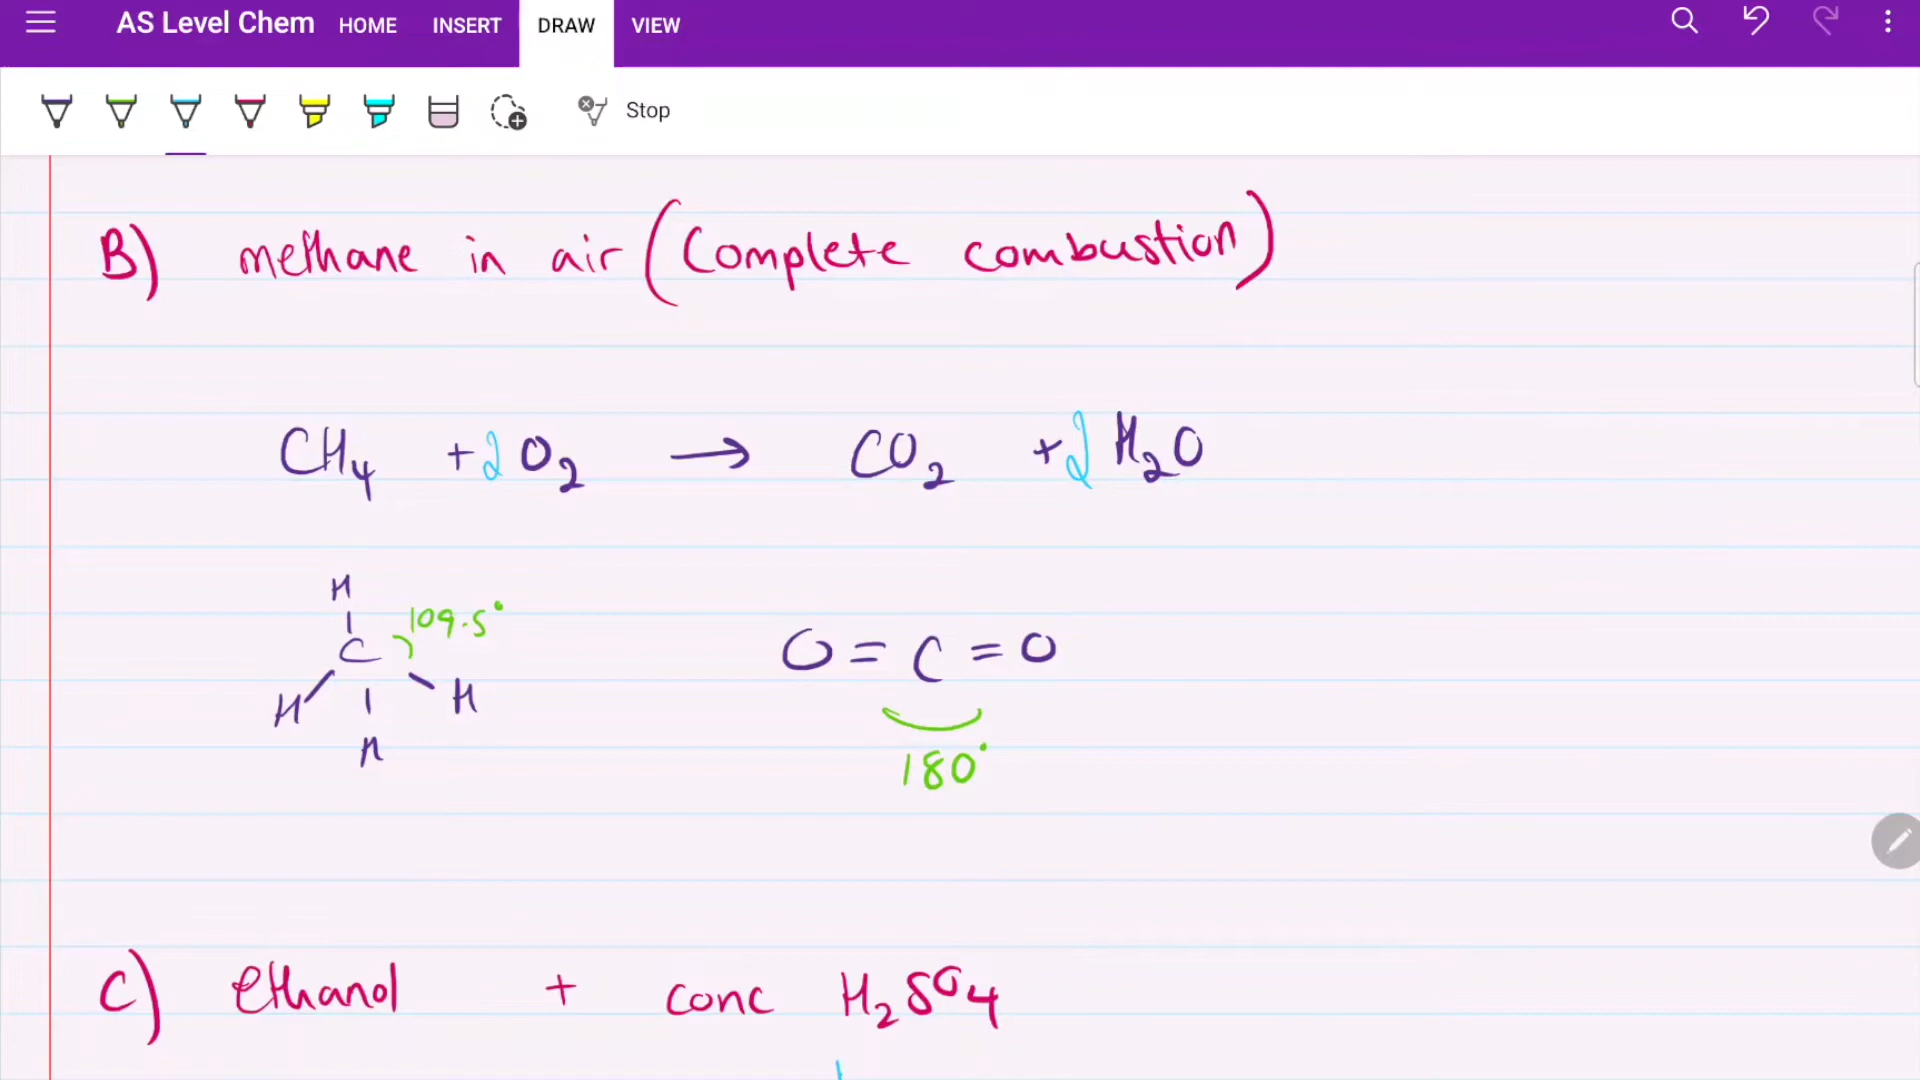 AS Level Chem HOME INSERT DRAW VIEW
Stop
B) methane in air (Complete combustion)
CH₄ + 2 O₂ → CO₂ + 2 H₂O
H
109.5°
C
O = C = O
H H
H
180°
C) Ethanol + conc H₂SO₄